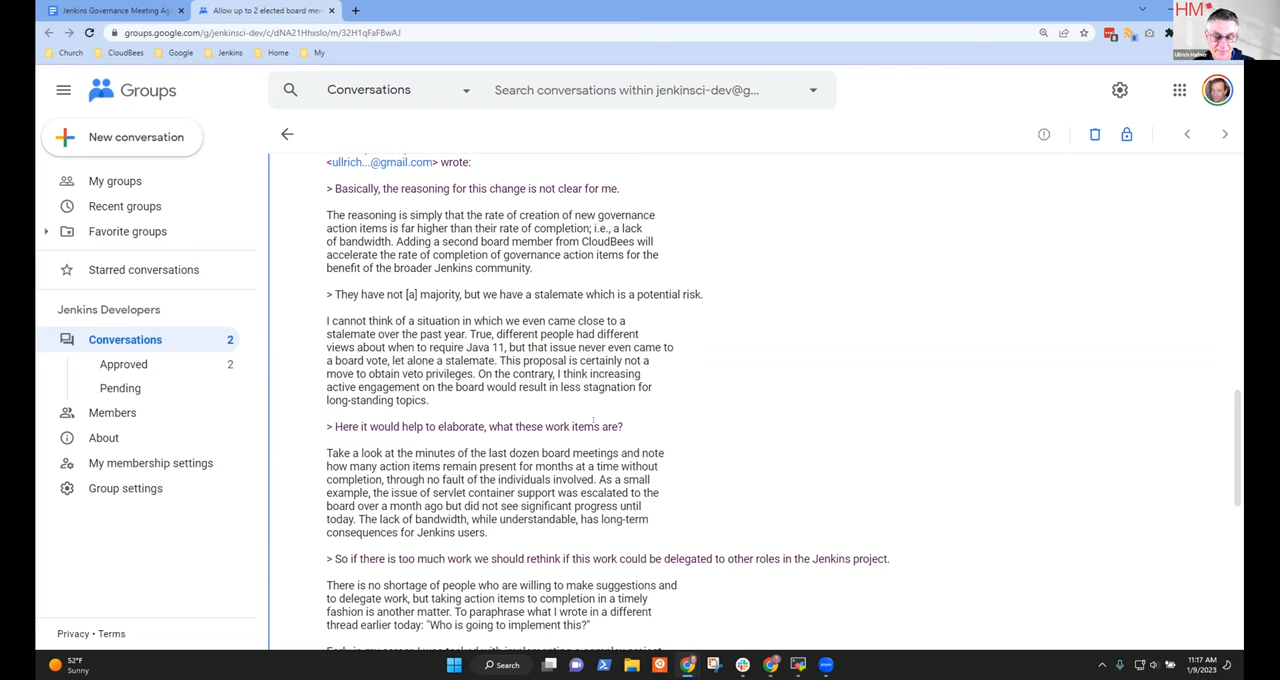 Jenkins Governance Meeting Age
Allow up to 2 elected board mem
HM
Ullrich Hafner
groups.google.com/g/jenkinsci-dev/c/dNA21HhxsIo/m/32H1qFaFBwAJ
Church
CloudBees
Google
Jenkins
Home
My
Groups
Conversations
Search conversations within jenkinsci-dev@g...
New conversation
My groups
Recent groups
Favorite groups
Starred conversations
Jenkins Developers
Conversations 2
Approved 2
Pending
Members
About
My membership settings
Group settings
Privacy • Terms
<ullrich...@gmail.com> wrote:
> Basically, the reasoning for this change is not clear for me.
The reasoning is simply that the rate of creation of new governance
action items is far higher than their rate of completion; i.e., a lack
of bandwidth. Adding a second board member from CloudBees will
accelerate the rate of completion of governance action items for the
benefit of the broader Jenkins community.
> They have not [a] majority, but we have a stalemate which is a potential risk.
I cannot think of a situation in which we even came close to a
stalemate over the past year. True, different people had different
views about when to require Java 11, but that issue never even came to
a board vote, let alone a stalemate. This proposal is certainly not a
move to obtain veto privileges. On the contrary, I think increasing
active engagement on the board would result in less stagnation for
long-standing topics.
> Here it would help to elaborate, what these work items are?
Take a look at the minutes of the last dozen board meetings and note
how many action items remain present for months at a time without
completion, through no fault of the individuals involved. As a small
example, the issue of servlet container support was escalated to the
board over a month ago but did not see significant progress until
today. The lack of bandwidth, while understandable, has long-term
consequences for Jenkins users.
> So if there is too much work we should rethink if this work could be delegated to other roles in the Jenkins project.
There is no shortage of people who are willing to make suggestions and
to delegate work, but taking action items to completion in a timely
fashion is another matter. To paraphrase what I wrote in a different
thread earlier today: "Who is going to implement this?"
52°F
Sunny
Search
11:17 AM
1/9/2023